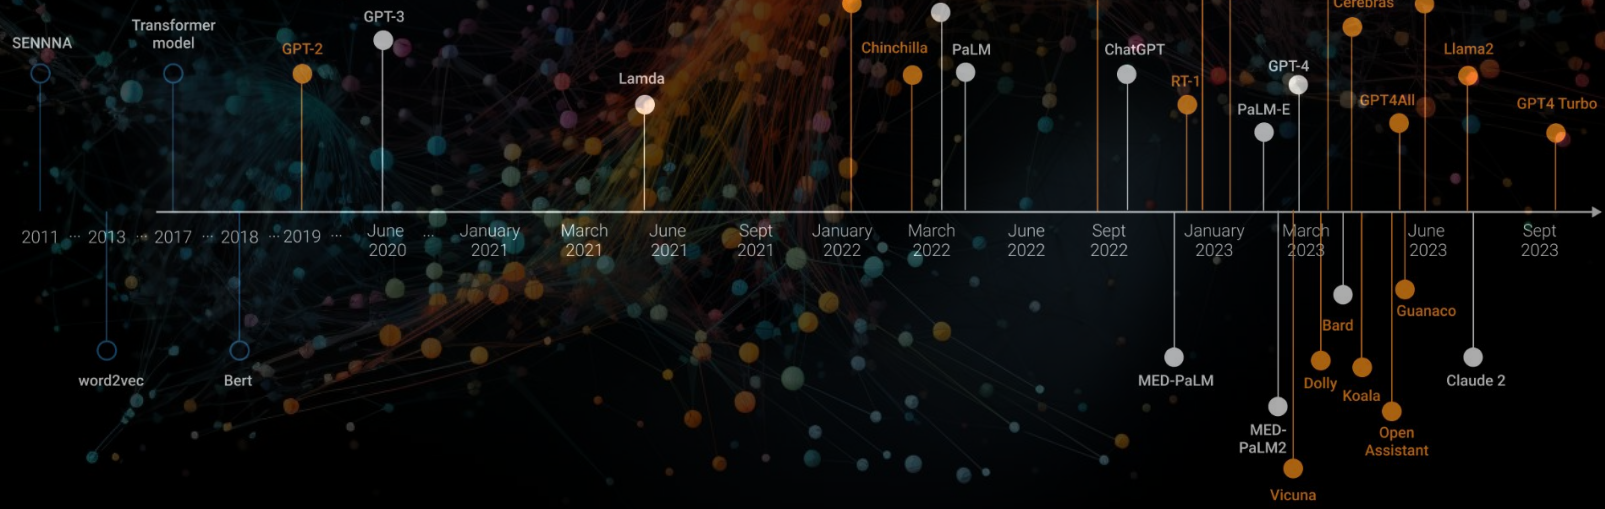 Cerebras
GPT-3
Transformer
model
SENNNA
GPT-2
Chinchilla
PaLM
ChatGPT
Llama2
Lamda
GPT-4
RT-1
PaLM-E
GPT4All
GPT4 Turbo
2011 ... 2013 ... 2017 ... 2018 ... 2019 ...
June
2020
...
January
2021
March
2021
June
2021
Sept
2021
January
2022
March
2022
June
2022
Sept
2022
January
2023
March
2023
June
2023
Sept
2023
Guanaco
Bard
word2vec
Bert
MED-PaLM
Dolly
Koala
Claude 2
MED-
PaLM2
Open
Assistant
Vicuna